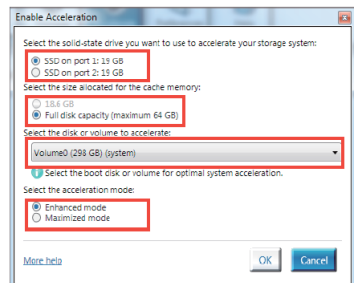 Enable Acceleration
Select the solid-state drive you want to use to accelerate your storage system:
SSD on port 1: 19 GB
SSD on port 2: 19 GB
Select the size allocated for the cache memory:
18.6 GB
Full disk capacity (maximum 64 GB)
Select the disk or volume to accelerate:
Volume0 (298 GB) (system)
Select the boot disk or volume for optimal system acceleration.
Select the acceleration mode:
Enhanced mode
Maximized mode
More help
OK
Cancel